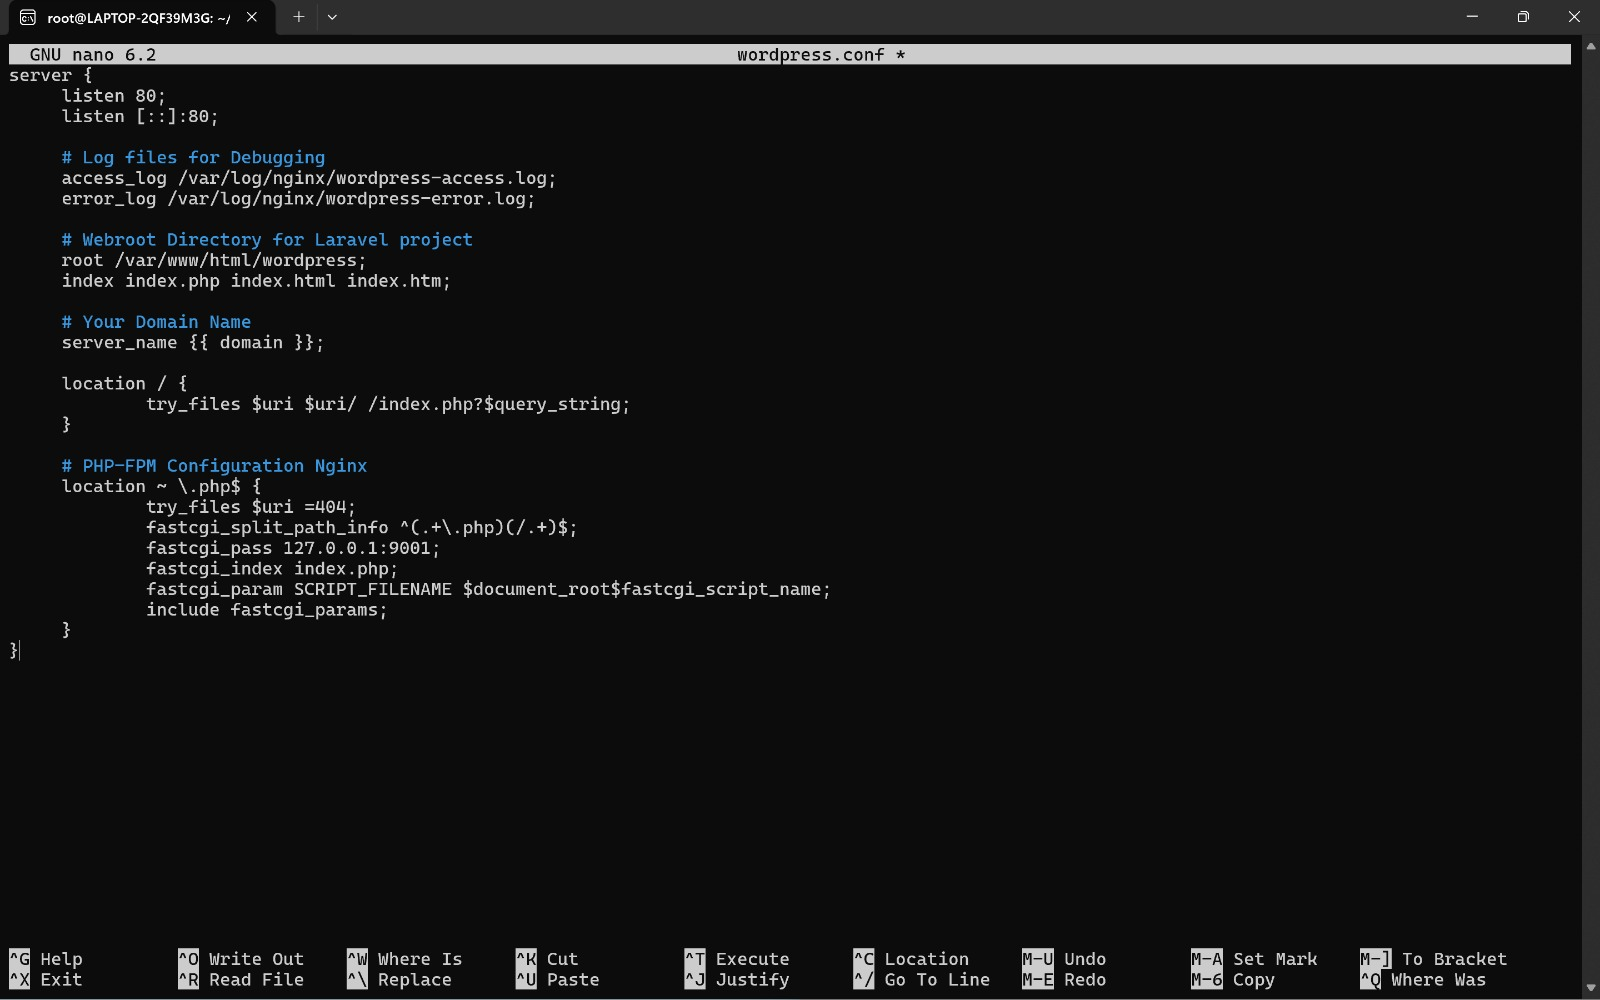 root@LAPTOP-2QF39M3G: ~/
GNU nano 6.2 wordpress.conf *
server {
listen 80;
listen [::]:80;
# Log files for Debugging
access_log /var/log/nginx/wordpress-access.log;
error_log /var/log/nginx/wordpress-error.log;
# Webroot Directory for Laravel project
root /var/www/html/wordpress;
index index.php index.html index.htm;
# Your Domain Name
server_name {{ domain }};
location / {
try_files $uri $uri/ /index.php?$query_string;
}
# PHP-FPM Configuration Nginx
location ~ \.php$ {
try_files $uri =404;
fastcgi_split_path_info ^(.+\.php)(/.+)$;
fastcgi_pass 127.0.0.1:9001;
fastcgi_index index.php;
fastcgi_param SCRIPT_FILENAME $document_root$fastcgi_script_name;
include fastcgi_params;
}
}
^G Help ^O Write Out ^W Where Is ^K Cut ^T Execute ^C Location M-U Undo M-A Set Mark M-] To Bracket
^X Exit ^R Read File ^\ Replace ^U Paste ^J Justify ^/ Go To Line M-E Redo M-6 Copy ^Q Where Was